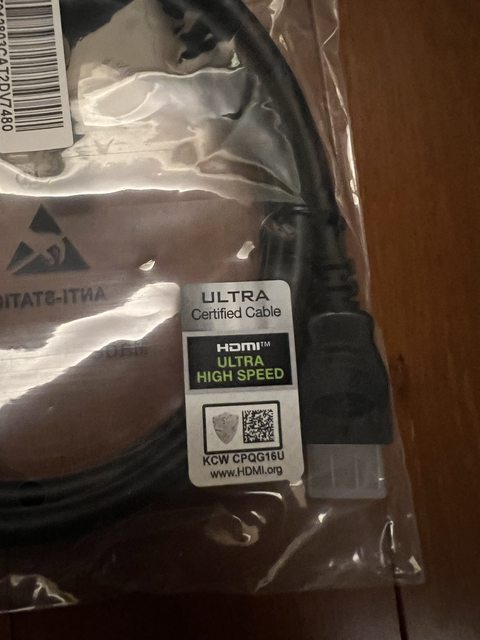 ULTRA
Certified Cable
HDMI™
ULTRA
HIGH SPEED
KCW CPQG16U
www.HDMI.org
ANTI-STATIC